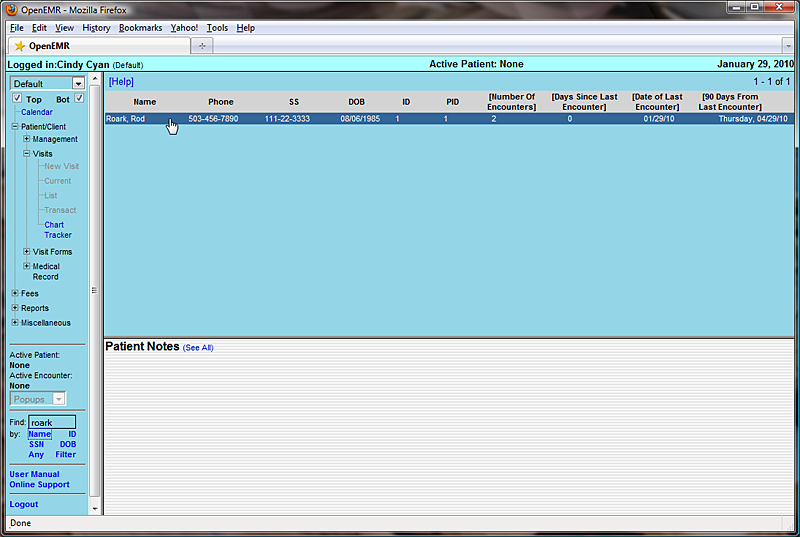 OpenEMR - Mozilla Firefox
File Edit View History Bookmarks Yahoo! Tools Help
OpenEMR
Logged in:Cindy Cyan (Default) Active Patient: None January 29, 2010
Default
Top Bot
Calendar
Patient/Client
Management
Visits
New Visit
Current
List
Transact
Chart
Tracker
Visit Forms
Medical
Record
Fees
Reports
Miscellaneous
Active Patient:
None
Active Encounter:
None
Popups
Find: roark
by: Name ID
SSN DOB
Any Filter
User Manual
Online Support
Logout
[Help] 1 - 1 of 1
Name Phone SS DOB ID PID [Number Of Encounters] [Days Since Last Encounter] [Date of Last Encounter] [90 Days From Last Encounter]
Roark, Rod 503-456-7890 111-22-3333 08/06/1985 1 1 2 0 01/29/10 Thursday, 04/29/10
Patient Notes (See All)
Done